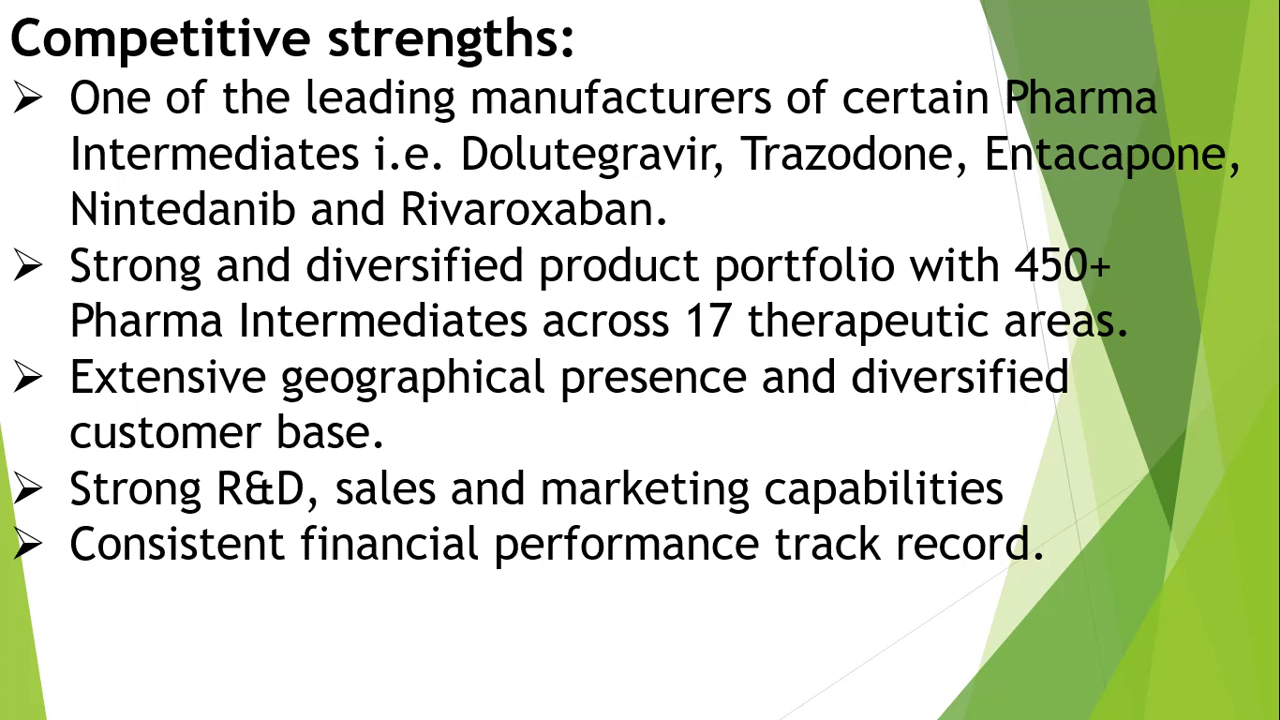 Competitive strengths:
➢ One of the leading manufacturers of certain Pharma
Intermediates i.e. Dolutegravir, Trazodone, Entacapone,
Nintedanib and Rivaroxaban.
➢ Strong and diversified product portfolio with 450+
Pharma Intermediates across 17 therapeutic areas.
➢ Extensive geographical presence and diversified
customer base.
➢ Strong R&D, sales and marketing capabilities
➢ Consistent financial performance track record.